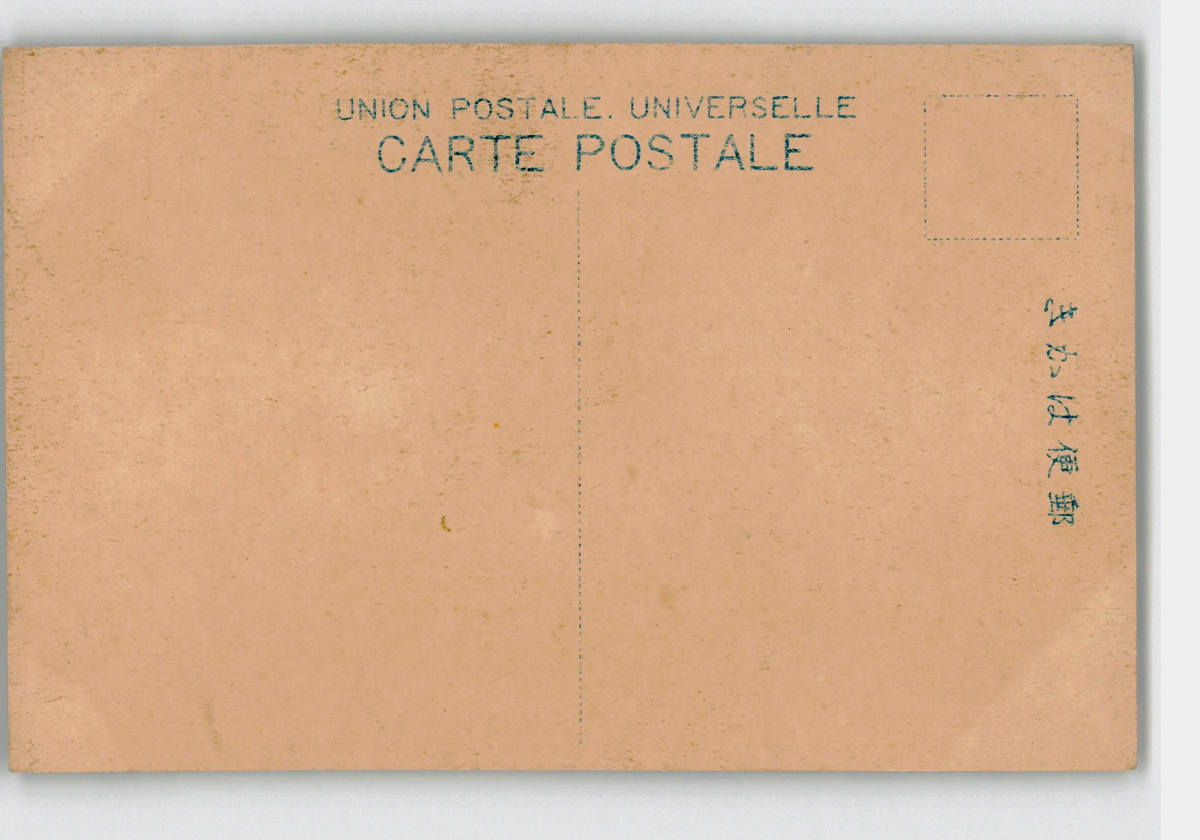 UNION POSTALE. UNIVERSELLE
CARTE POSTALE
きかは便郵